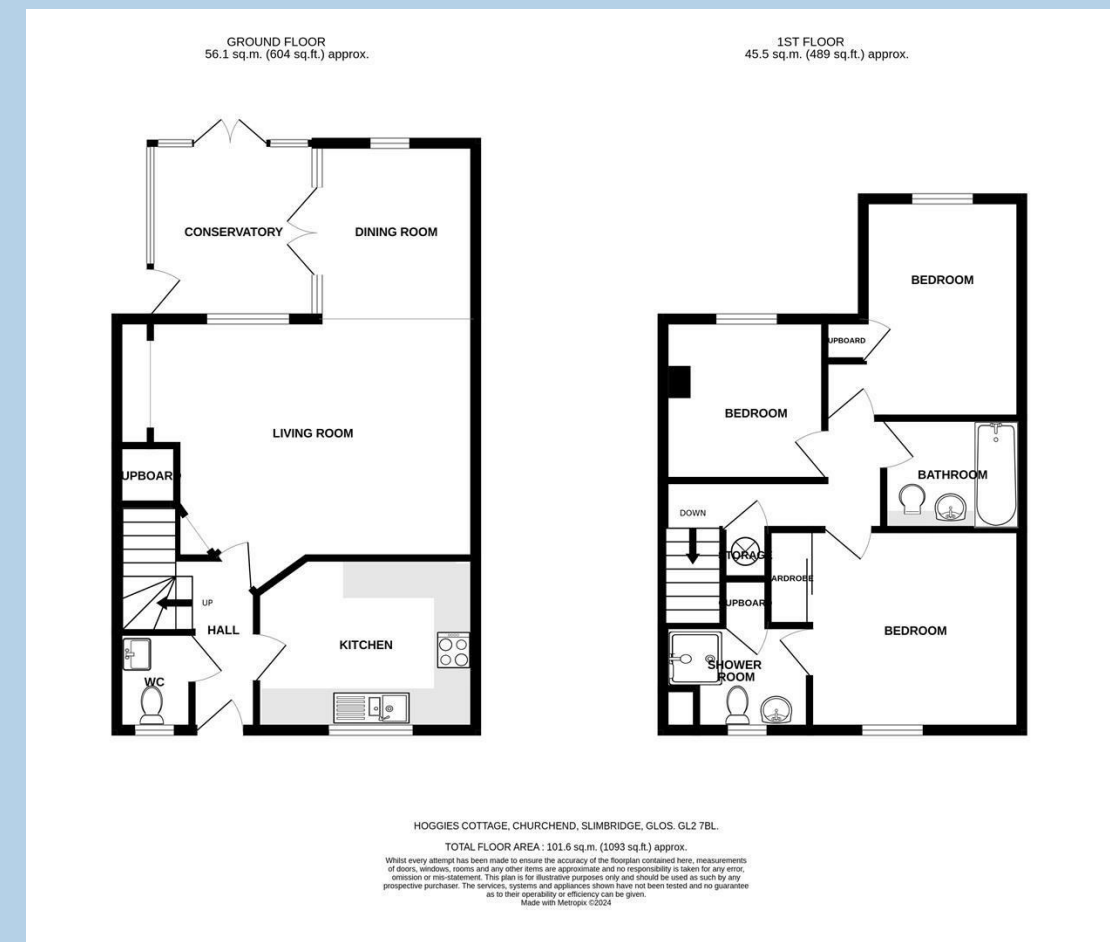 GROUND FLOOR
56.1 sq.m. (604 sq.ft.) approx.
1ST FLOOR
45.5 sq.m. (489 sq.ft.) approx.
CONSERVATORY
DINING ROOM
LIVING ROOM
UPBOARD
UP
HALL
KITCHEN
WC
BEDROOM
UPBOARD
BEDROOM
BATHROOM
DOWN
STORAGE
ARDROBE
CUPBOARD
BEDROOM
SHOWER
ROOM
HOGGIES COTTAGE, CHURCHEND, SLIMBRIDGE, GLOS. GL2 7BL.
TOTAL FLOOR AREA : 101.6 sq.m. (1093 sq.ft.) approx.
Whilst every attempt has been made to ensure the accuracy of the floorplan contained here, measurements
of doors, windows, rooms and any other items are approximate and no responsibility is taken for any error,
omission or mis-statement. This plan is for illustrative purposes only and should be used as such by any
prospective purchaser. The services, systems and appliances shown have not been tested and no guarantee
as to their operability or efficiency can be given.
Made with Metropix ©2024